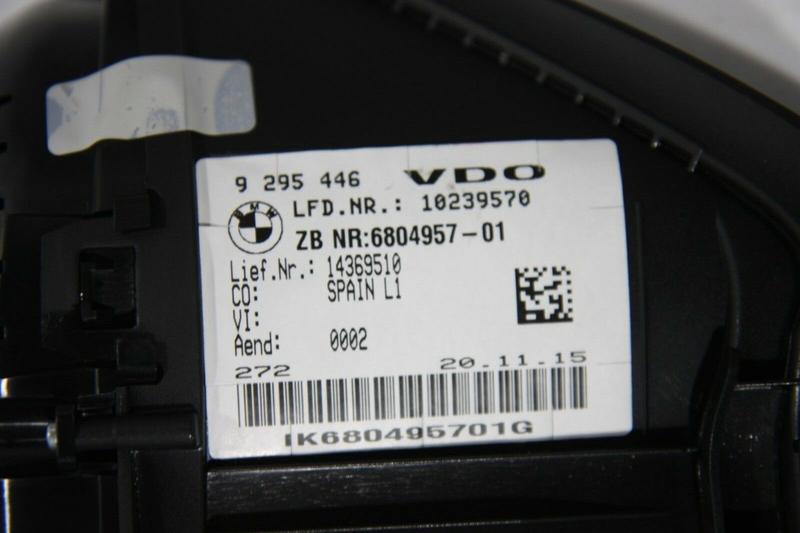 9 295 446 VDO
BMW LFD.NR.: 10239570
ZB NR:6804957-01
Lief.Nr.: 14369510
CO: SPAIN L1
VI:
Aend: 0002
272 20.11.15
IK680495701G